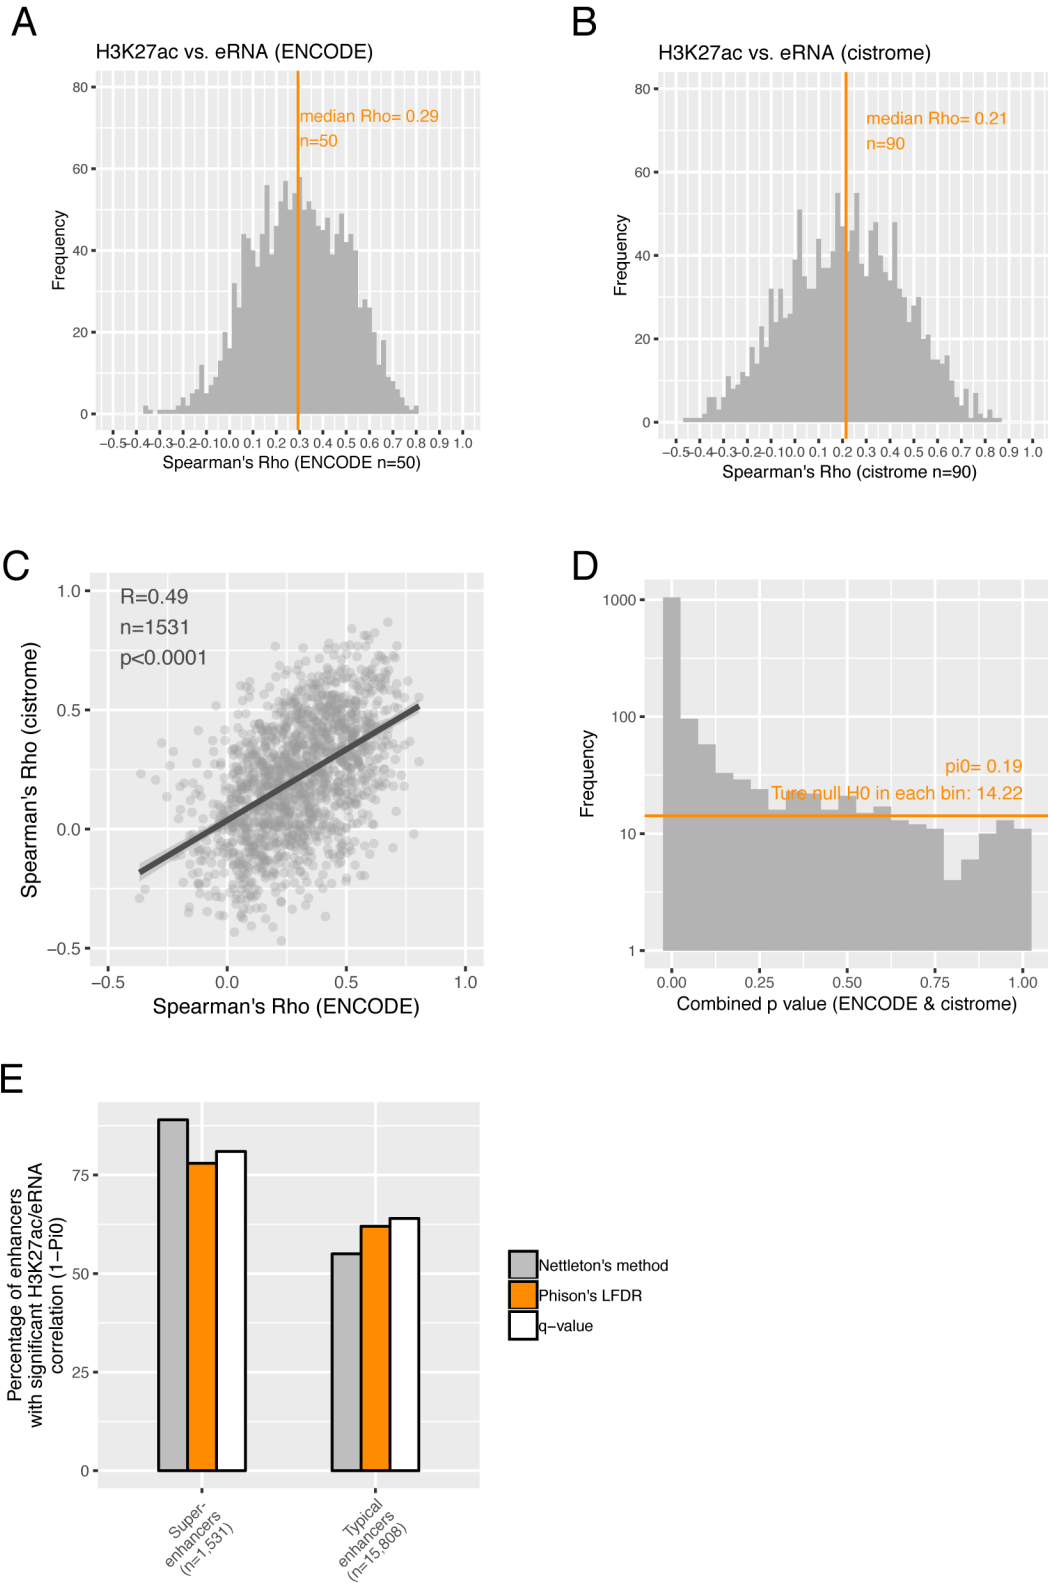 A
H3K27ac vs. eRNA (ENCODE)
80
60
40
20
0
Frequency
median Rho= 0.29
n=50
−0.5 −0.4 −0.3 −0.2 −0.1 0.0 0.1 0.2 0.3 0.4 0.5 0.6 0.7 0.8 0.9 1.0
Spearman's Rho (ENCODE n=50)
B
H3K27ac vs. eRNA (cistrome)
80
60
40
20
0
Frequency
median Rho= 0.21
n=90
−0.5 −0.4 −0.3 −0.2 −0.1 0.0 0.1 0.2 0.3 0.4 0.5 0.6 0.7 0.8 0.9 1.0
Spearman's Rho (cistrome n=90)
C
1.0
0.5
0.0
−0.5
Spearman's Rho (cistrome)
R=0.49
n=1531
p<0.0001
−0.5 0.0 0.5 1.0
Spearman's Rho (ENCODE)
D
1000
100
10
1
Frequency
pi0= 0.19
Ture null H0 in each bin: 14.22
0.00 0.25 0.50 0.75 1.00
Combined p value (ENCODE & cistrome)
E
75
50
25
0
Percentage of enhancers
with significant H3K27ac/eRNA
correlation (1−Pi0)
Super-
enhancers
(n=1,531)
Typical
enhancers
(n=15,808)
Nettleton's method
Phison's LFDR
q−value